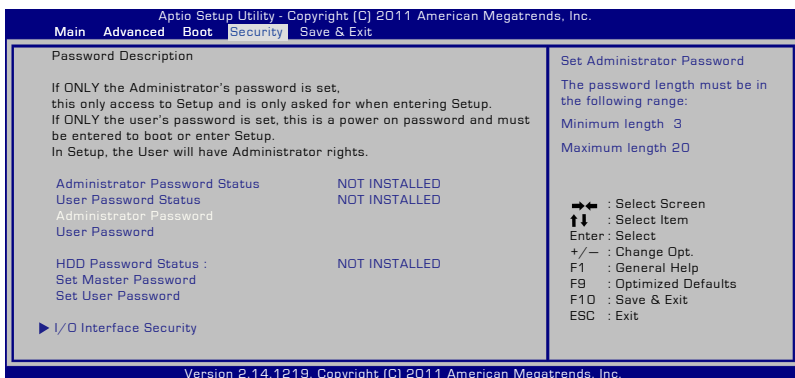 Aptio Setup Utility - Copyright (C) 2011 American Megatrends, Inc.
Main Advanced Boot Security Save & Exit
Password Description
If ONLY the Administrator's password is set,
this only access to Setup and is only asked for when entering Setup.
If ONLY the user's password is set, this is a power on password and must
be entered to boot or enter Setup.
In Setup, the User will have Administrator rights.
Administrator Password Status NOT INSTALLED
User Password Status NOT INSTALLED
Administrator Password
User Password
HDD Password Status : NOT INSTALLED
Set Master Password
Set User Password
▶ I/O Interface Security
Set Administrator Password
The password length must be in
the following range:
Minimum length 3
Maximum length 20
→← : Select Screen
↑↓ : Select Item
Enter : Select
+/— : Change Opt.
F1 : General Help
F9 : Optimized Defaults
F10 : Save & Exit
ESC : Exit
Version 2.14.1219. Copyright (C) 2011 American Megatrends, Inc.